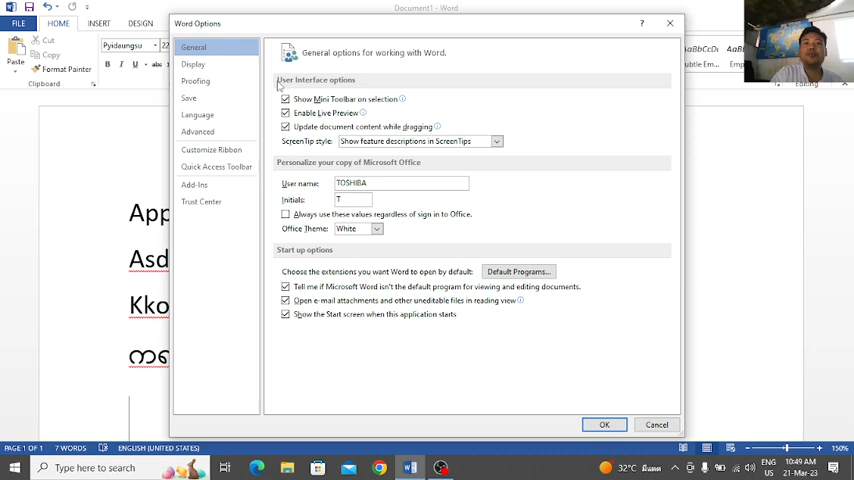 Document1 - Word
FILE HOME INSERT DESIGN
Cut
Copy
Format Painter
Paste
Pyidaungsu
Clipboard
B I U
Subtle Em...
Editing
Word Options
General
Display
Proofing
Save
Language
Advanced
Customize Ribbon
Quick Access Toolbar
Add-Ins
Trust Center
General options for working with Word.
User Interface options
Show Mini Toolbar on selection
Enable Live Preview
Update document content while dragging
ScreenTip style: Show feature descriptions in ScreenTips
Personalize your copy of Microsoft Office
User name: TOSHIBA
Initials: T
Always use these values regardless of sign in to Office.
Office Theme: White
Start up options
Choose the extensions you want Word to open by default: Default Programs...
Tell me if Microsoft Word isn't the default program for viewing and editing documents.
Open e-mail attachments and other uneditable files in reading view
Show the Start screen when this application starts
OK Cancel
App
Asd
Kko
PAGE 1 OF 1 7 WORDS ENGLISH (UNITED STATES) 150%
Type here to search
32°C ENG 10:49 AM
US 21-Mar-23